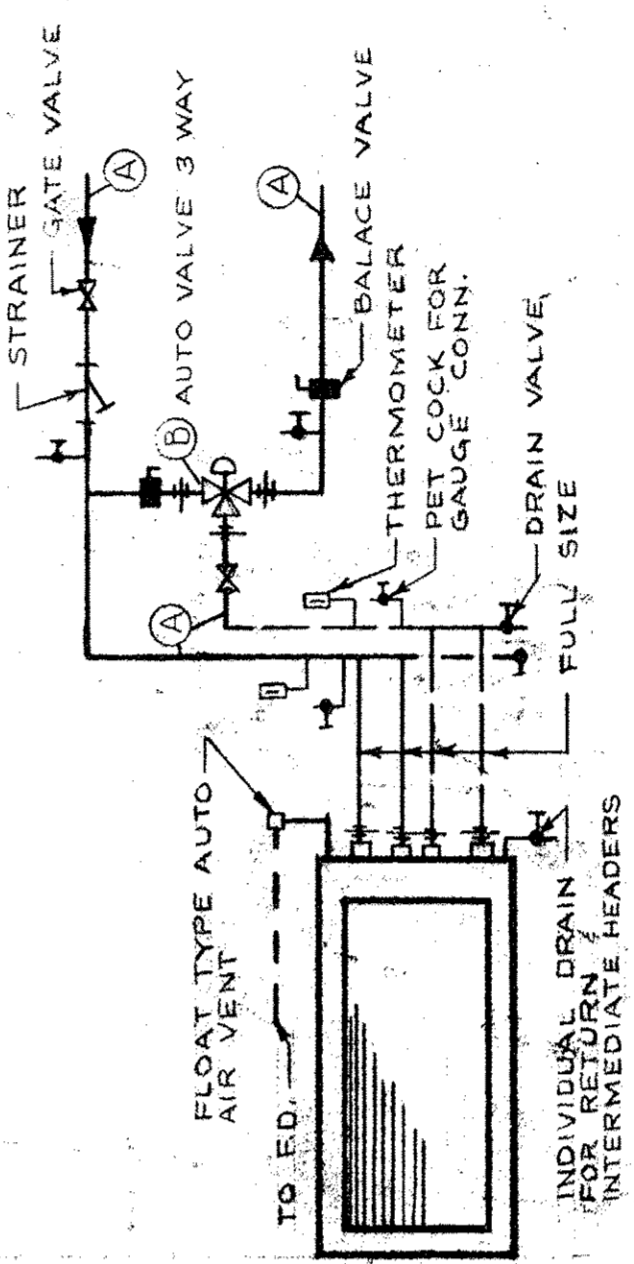 STRAINER
GATE VALVE
A
AUTO VALVE 3 WAY
B
A
BALACE VALVE
A
THERMOMETER
PET COCK FOR
GAUGE CONN.
DRAIN VALVE
FULL SIZE
FLOAT TYPE AUTO
AIR VENT
TO F.D.
INDIVIDUAL DRAIN
FOR RETURN &
INTERMEDIATE HEADERS